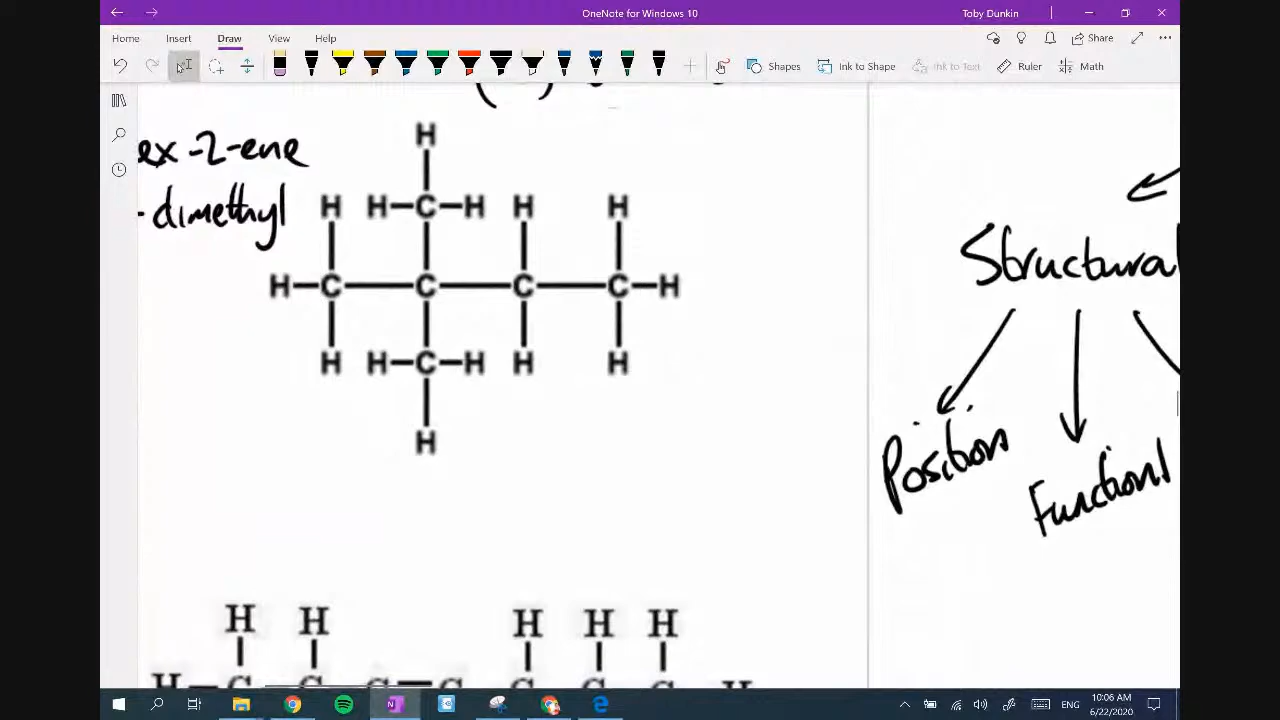 OneNote for Windows 10
Toby Dunkin
Home Insert Draw View Help
Share
Shapes Ink to Shape Ink to Text Ruler Math
ex-2-ene
- dimethyl
H
H H-C-H H H
H-C-C-C-C-H
H H-C-H H H
H
Structural
Position
Functionl
H H H H H
10:06 AM
ENG
6/22/2020